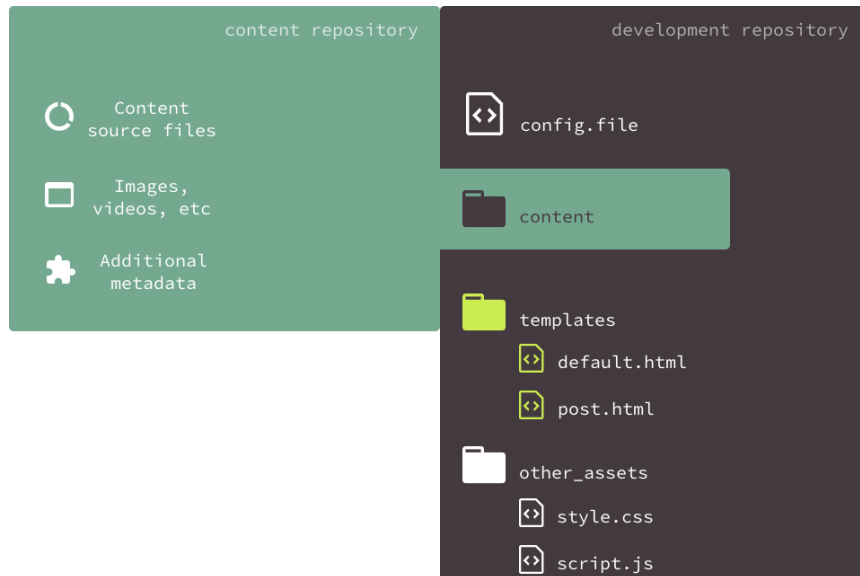 content repository
Content
source files
Images,
videos, etc
Additional
metadata
development repository
config.file
content
templates
default.html
post.html
other_assets
style.css
script.js